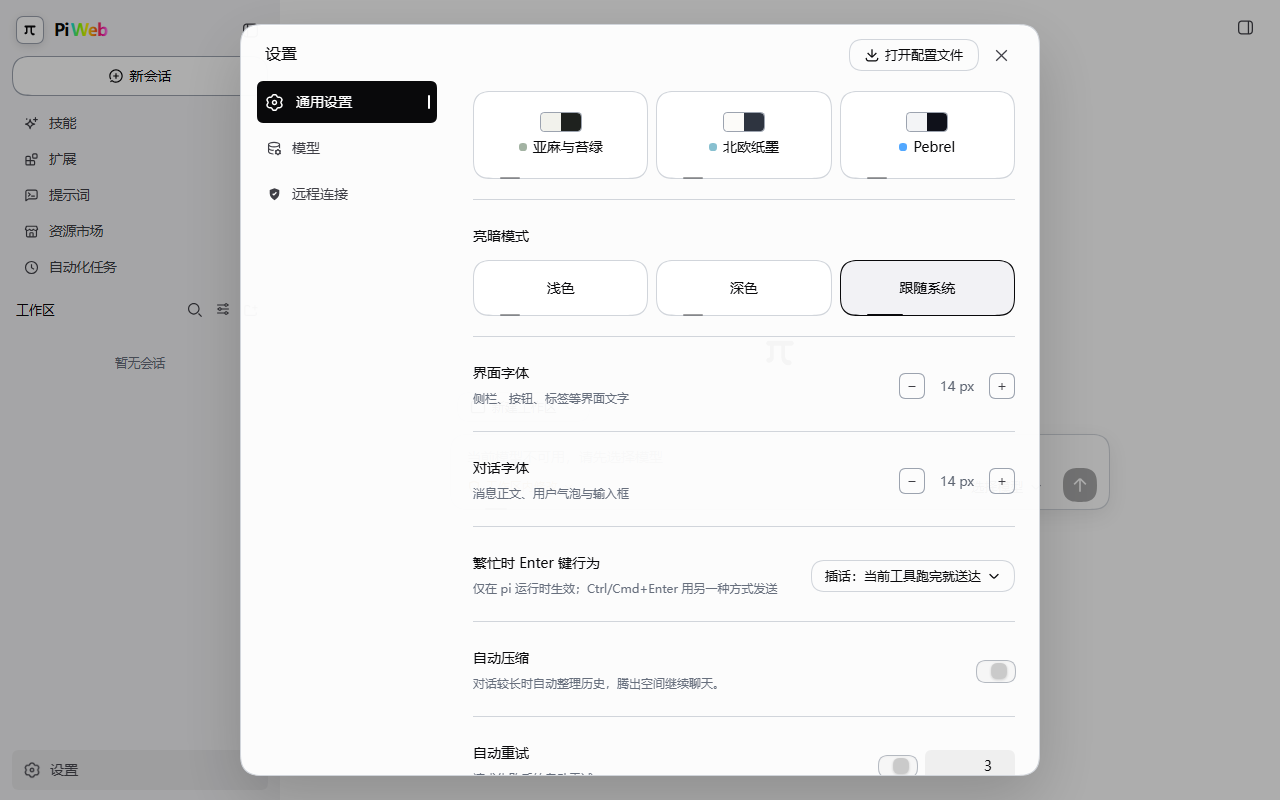 π PiWeb
新会话
技能
扩展
提示词
资源市场
自动化任务
工作区
暂无会话
设置
设置
打开配置文件
通用设置
模型
远程连接
亚麻与苔绿
北欧纸墨
Pebrel
亮暗模式
浅色
深色
跟随系统
界面字体
侧栏、按钮、标签等界面文字
− 14 px +
对话字体
消息正文、用户气泡与输入框
− 14 px +
繁忙时 Enter 键行为
仅在 pi 运行时生效；Ctrl/Cmd+Enter 用另一种方式发送
插话：当前工具跑完就送达
自动压缩
对话较长时自动整理历史，腾出空间继续聊天。
自动重试
3